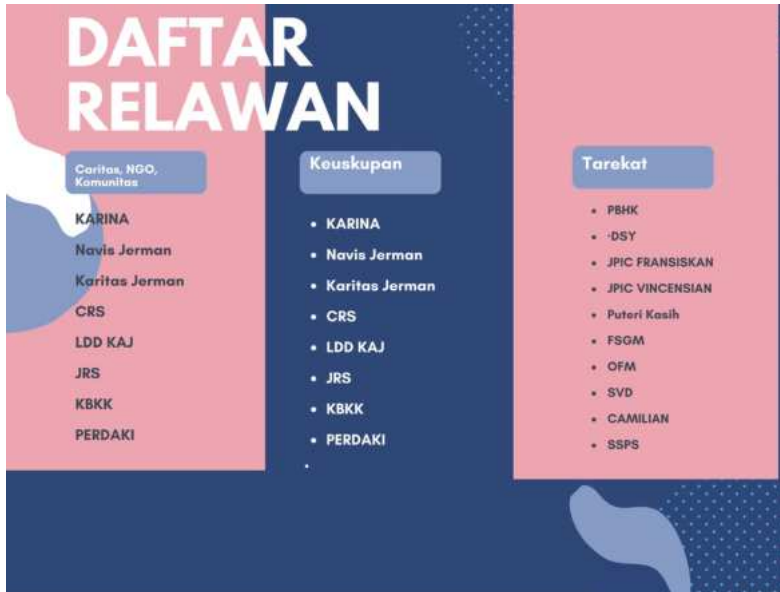 DAFTAR
RELAWAN
Caritas, NGO,
Komunitas
KARINA
Navis Jerman
Karitas Jerman
CRS
LDD KAJ
JRS
KBKK
PERDAKI
Keuskupan
• KARINA
• Navis Jerman
• Karitas Jerman
• CRS
• LDD KAJ
• JRS
• KBKK
• PERDAKI
•
Tarekat
• PBHK
• ·DSY
• JPIC FRANSISKAN
• JPIC VINCENSIAN
• Puteri Kasih
• FSGM
• OFM
• SVD
• CAMILIAN
• SSPS